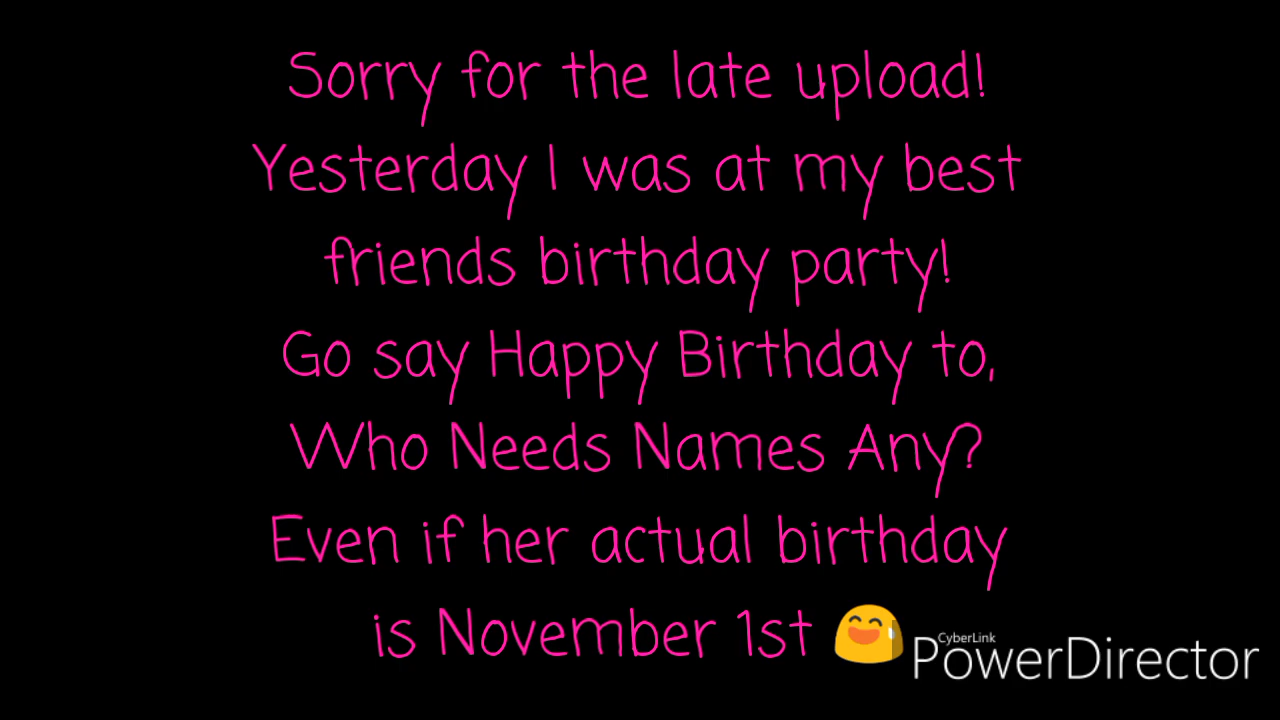 Sorry for the late upload!
Yesterday I was at my best
friends birthday party!
Go say Happy Birthday to,
Who Needs Names Any?
Even if her actual birthday
is November 1st 😅
CyberLink
PowerDirector